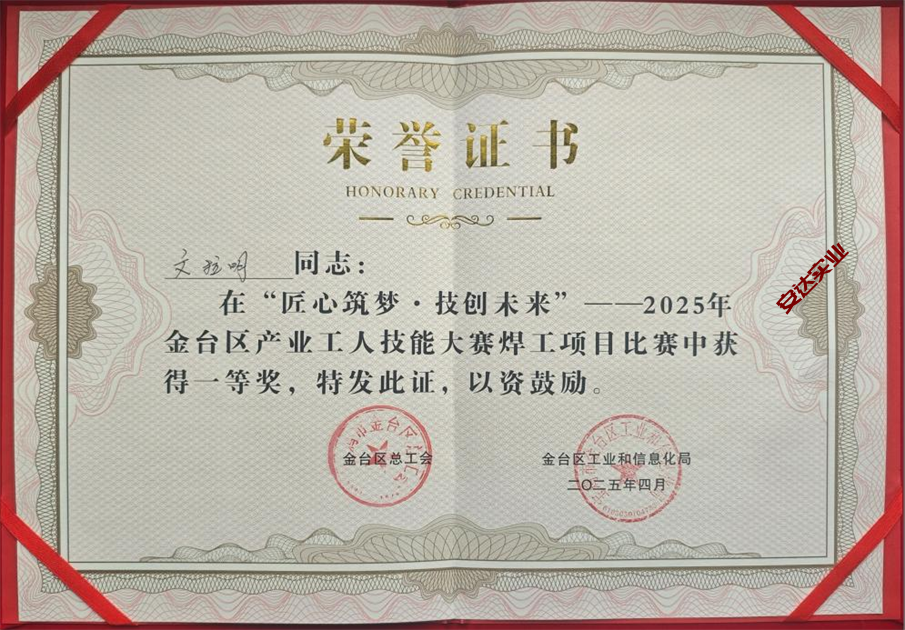 荣誉证书
HONORARY CREDENTIAL
文拉明 同志：
在“匠心筑梦·技创未来”——2025年
金台区产业工人技能大赛焊工项目比赛中获
得一等奖，特发此证，以资鼓励。
安达实业
金台区总工会
金台区工业和信息化局
二〇二五年四月